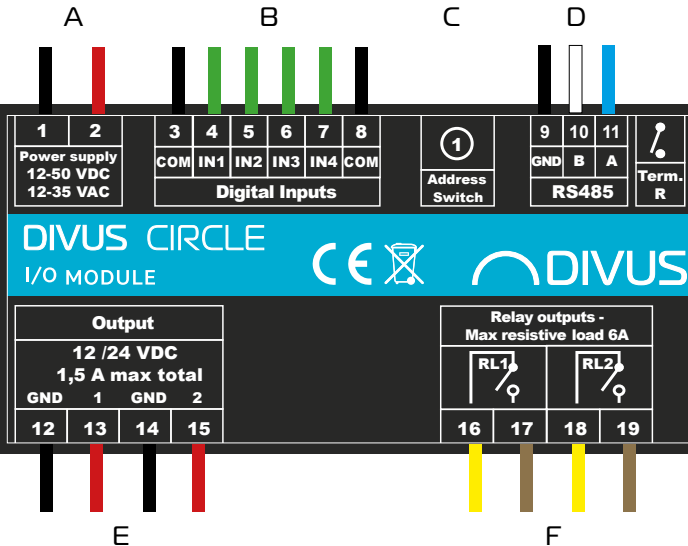 A B C D
1 2 3 4 5 6 7 8 1 9 10 11
Power supply
12-50 VDC
12-35 VAC
COM IN1 IN2 IN3 IN4 COM
Digital Inputs
Address
Switch
GND B A
RS485
Term.
R
DIVUS CIRCLE
I/O MODULE
CE
DIVUS
Output
12 /24 VDC
1,5 A max total
GND 1 GND 2
12 13 14 15
Relay outputs -
Max resistive load 6A
RL1 RL2
16 17 18 19
E F